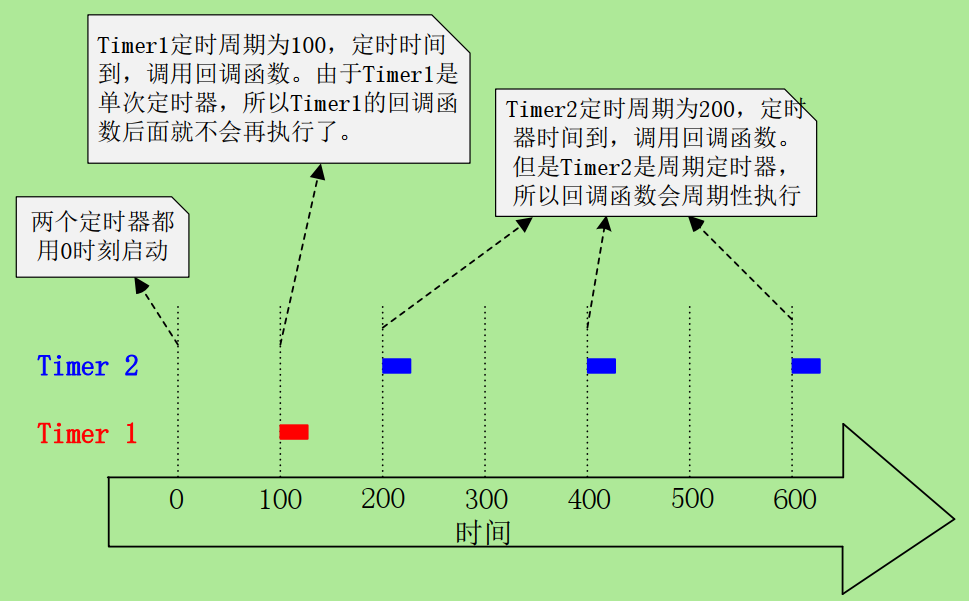 Timer1定时周期为100，定时时间
到，调用回调函数。由于Timer1是
单次定时器，所以Timer1的回调函
数后面就不会再执行了。
Timer2定时周期为200，定时
器时间到，调用回调函数。
但是Timer2是周期定时器，
所以回调函数会周期性执行
两个定时器都
用0时刻启动
Timer 2
Timer 1
0 100 200 300 400 500 600
时间